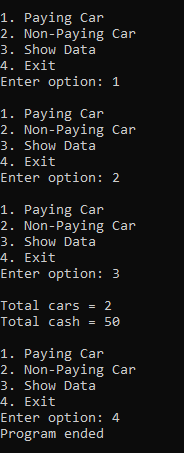 1. Paying Car
2. Non-Paying Car
3. Show Data
4. Exit
Enter option: 1
1. Paying Car
2. Non-Paying Car
3. Show Data
4. Exit
Enter option: 2
1. Paying Car
2. Non-Paying Car
3. Show Data
4. Exit
Enter option: 3
Total cars = 2
Total cash = 50
1. Paying Car
2. Non-Paying Car
3. Show Data
4. Exit
Enter option: 4
Program ended